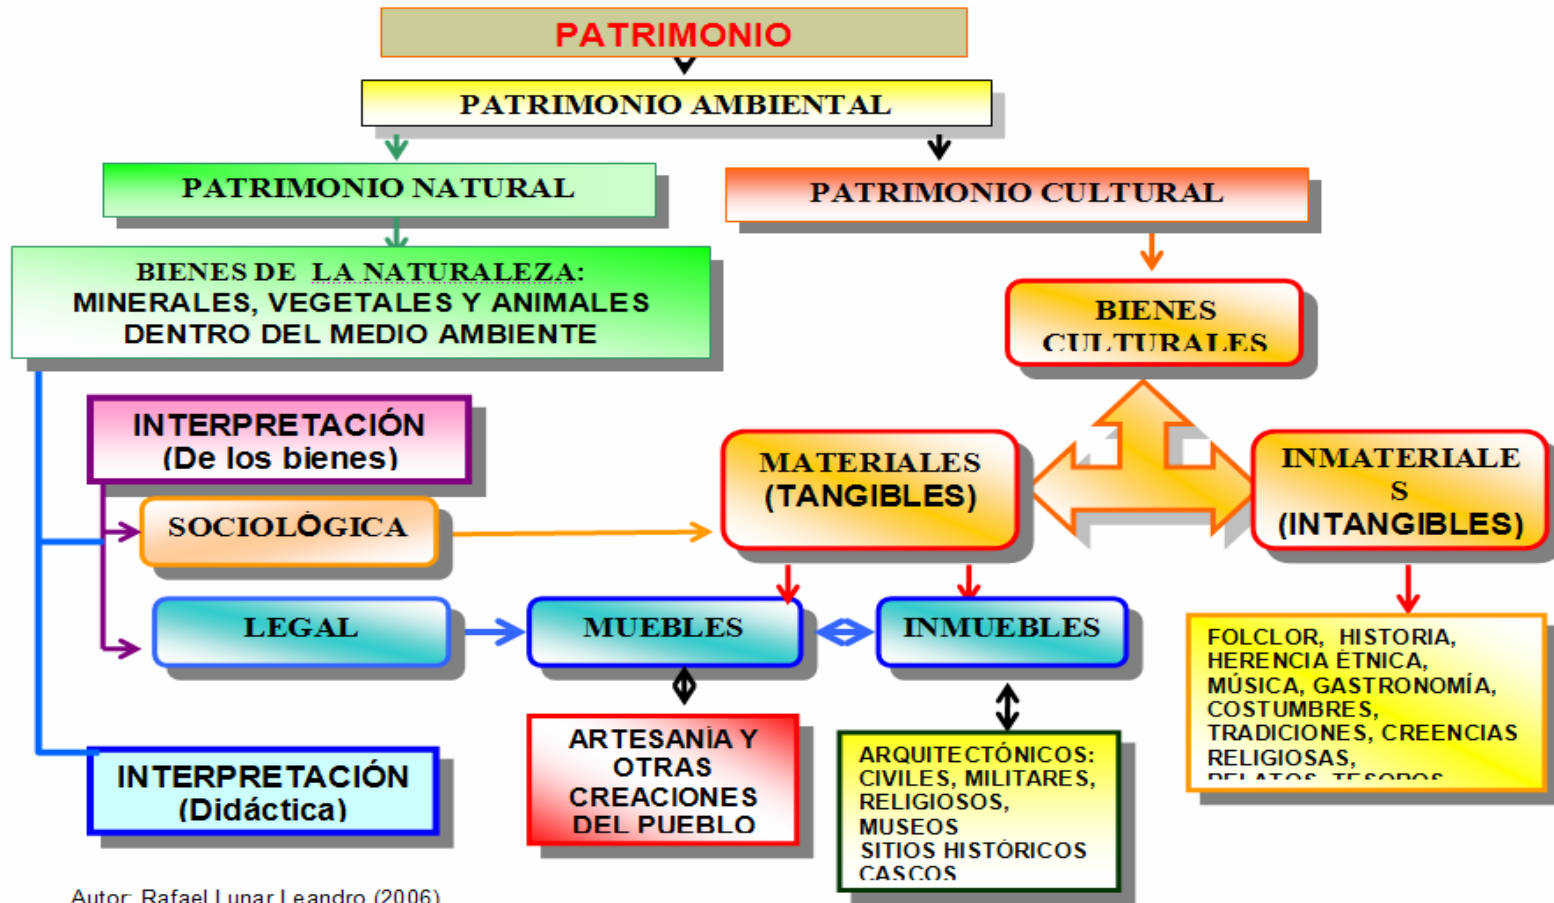 PATRIMONIO
PATRIMONIO AMBIENTAL
PATRIMONIO NATURAL
PATRIMONIO CULTURAL
BIENES DE LA NATURALEZA:
MINERALES, VEGETALES Y ANIMALES
DENTRO DEL MEDIO AMBIENTE
BIENES
CULTURALES
INTERPRETACIÓN
(De los bienes)
MATERIALES
(TANGIBLES)
INMATERIALE
S
(INTANGIBLES)
SOCIOLÓGICA
LEGAL
MUEBLES
INMUEBLES
FOLCLOR, HISTORIA,
HERENCIA ÉTNICA,
MÚSICA, GASTRONOMÍA,
COSTUMBRES,
TRADICIONES, CREENCIAS
RELIGIOSAS,
RELATOS, TESOROS
INTERPRETACIÓN
(Didáctica)
ARTESANÍA Y
OTRAS
CREACIONES
DEL PUEBLO
ARQUITECTÓNICOS:
CIVILES, MILITARES,
RELIGIOSOS,
MUSEOS
SITIOS HISTÓRICOS
CASCOS
Autor: Rafael Lunar Leandro (2006)